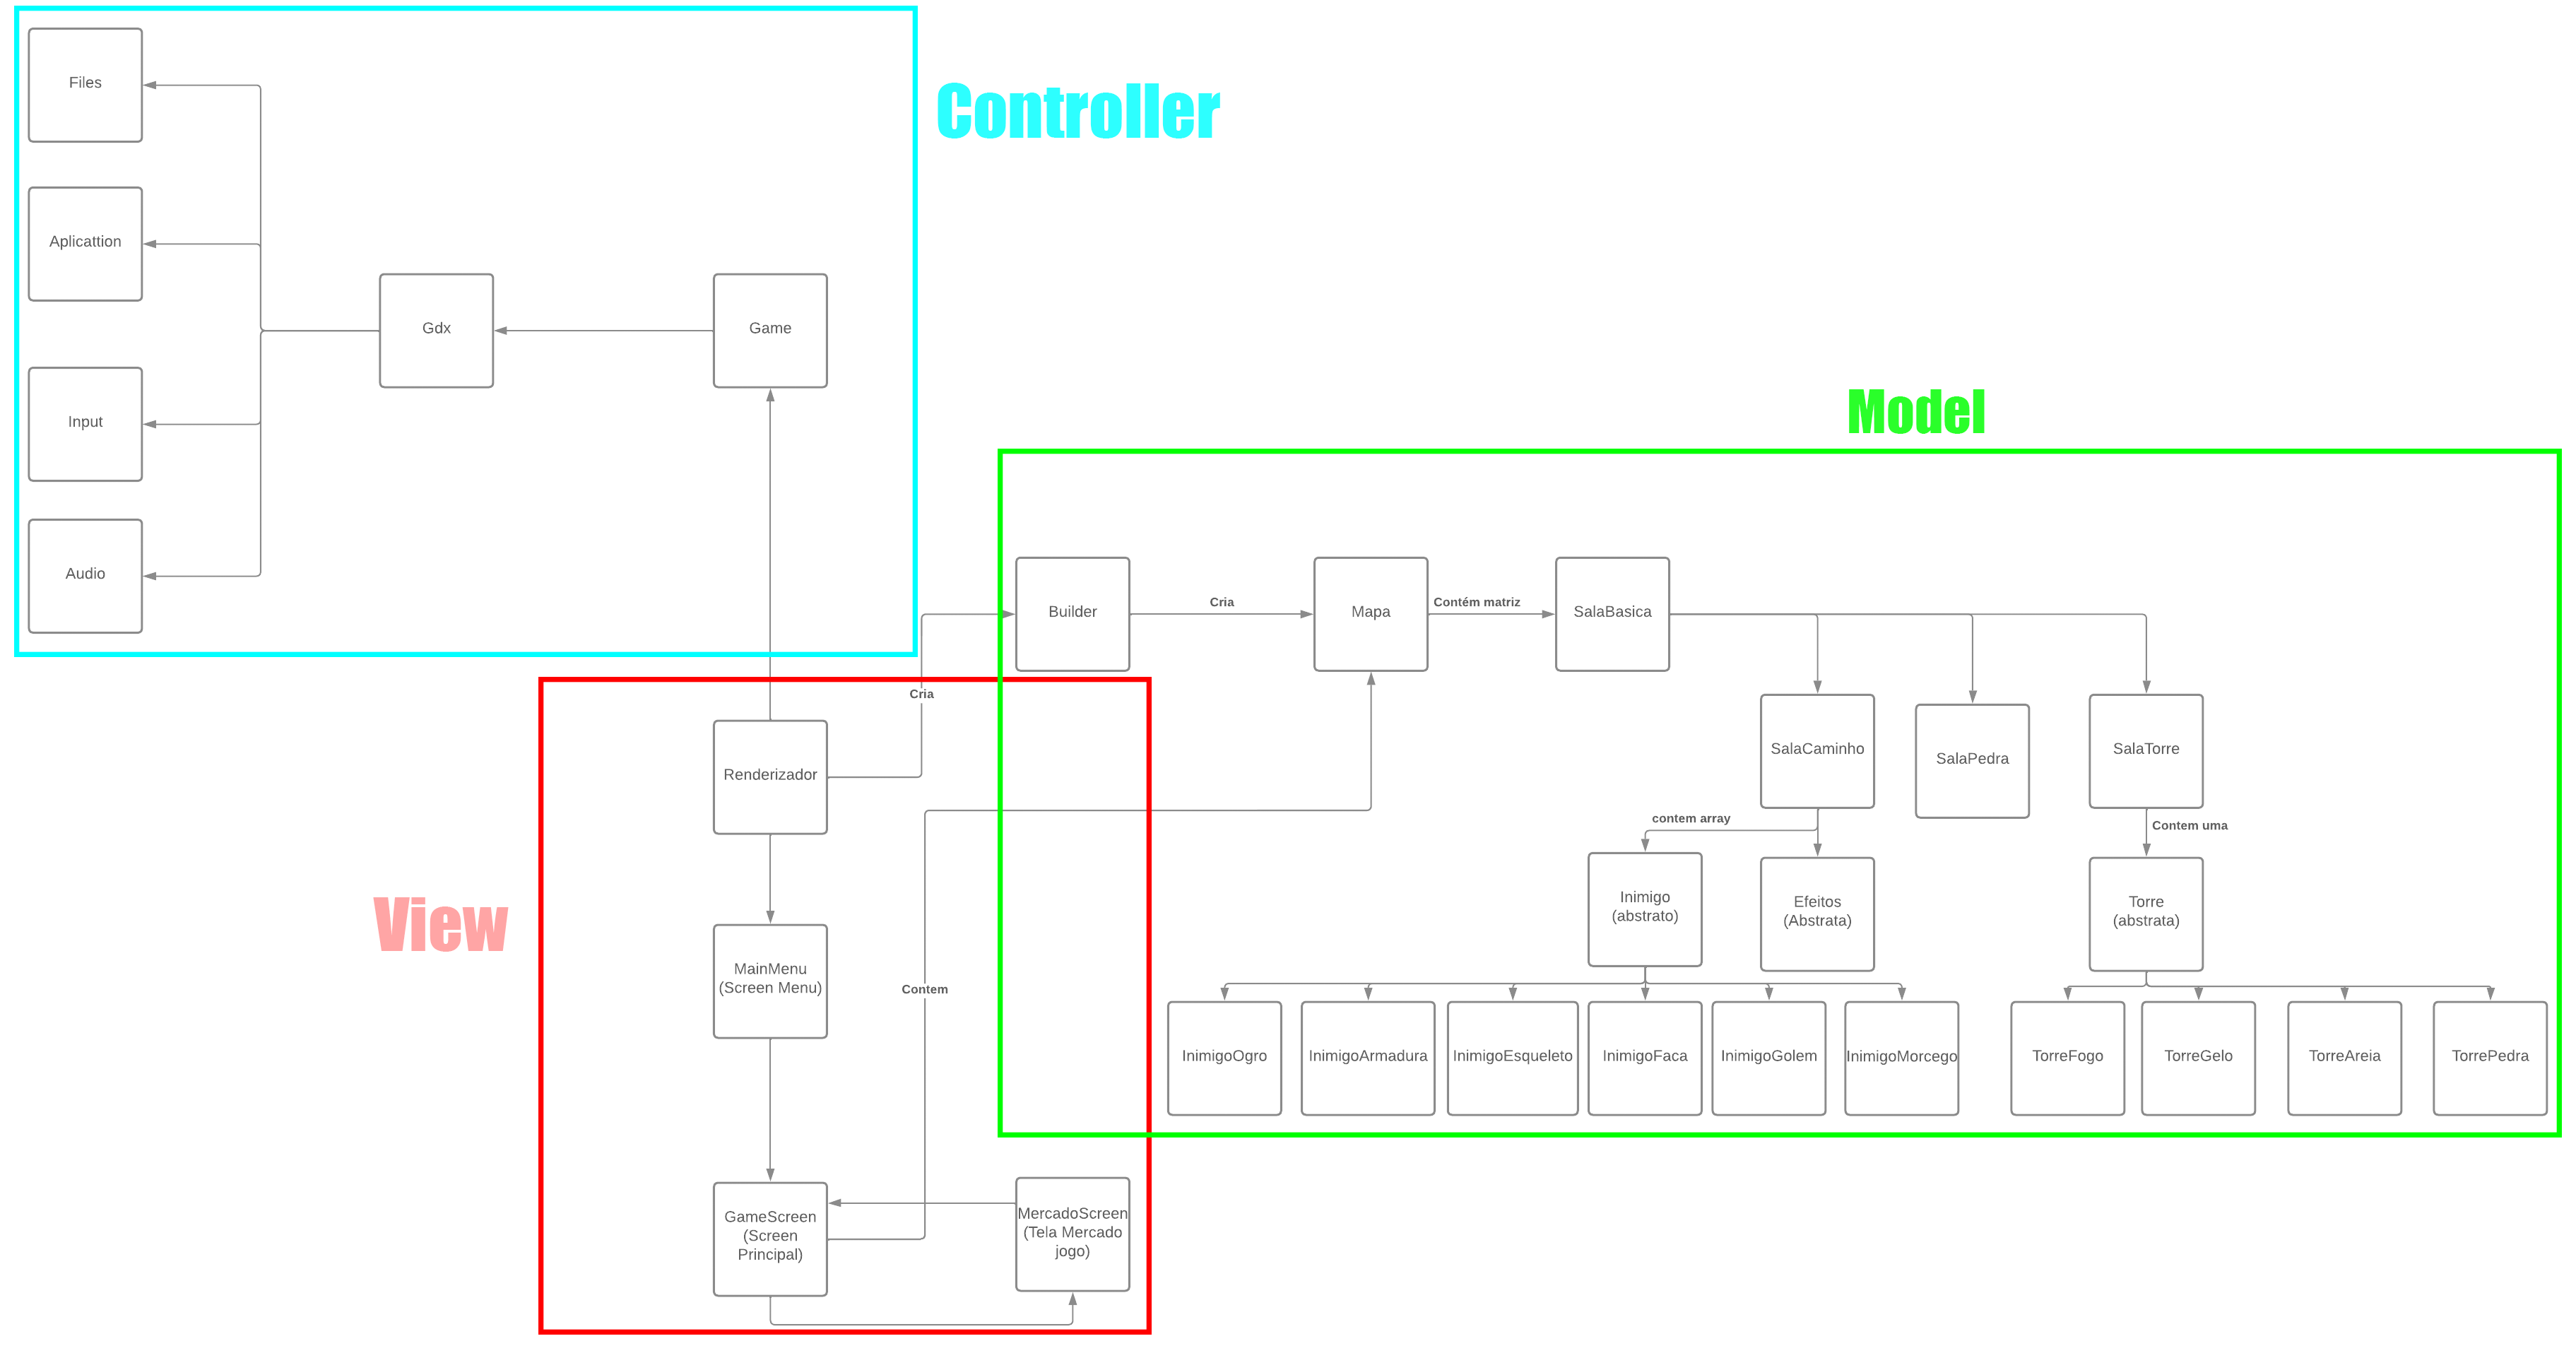 Controller
Files
Aplicattion
Gdx
Game
Input
Audio
Model
Builder
Cria
Mapa
Contém matriz
SalaBasica
Cria
SalaCaminho
SalaPedra
SalaTorre
contem array
Contem uma
Inimigo
(abstrato)
Efeitos
(Abstrata)
Torre
(abstrata)
InimigoOgro
InimigoArmadura
InimigoEsqueleto
InimigoFaca
InimigoGolem
InimigoMorcego
TorreFogo
TorreGelo
TorreAreia
TorrePedra
View
Renderizador
MainMenu
(Screen Menu)
Contem
GameScreen
(Screen
Principal)
MercadoScreen
(Tela Mercado
jogo)